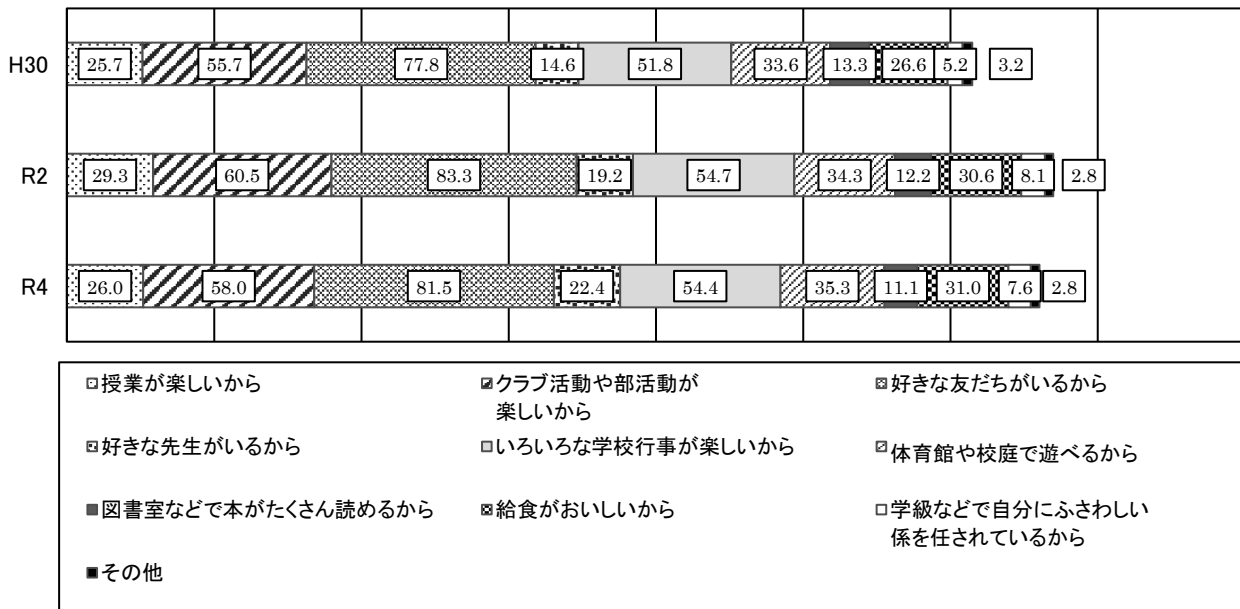 H30
25.7
55.7
77.8
14.6
51.8
33.6
13.3
26.6
5.2
3.2
R2
29.3
60.5
83.3
19.2
54.7
34.3
12.2
30.6
8.1
2.8
R4
26.0
58.0
81.5
22.4
54.4
35.3
11.1
31.0
7.6
2.8
授業が楽しいから
クラブ活動や部活動が
楽しいから
好きな友だちがいるから
好きな先生がいるから
いろいろな学校行事が楽しいから
体育館や校庭で遊べるから
図書室などで本がたくさん読めるから
給食がおいしいから
学級などで自分にふさわしい
係を任されているから
その他